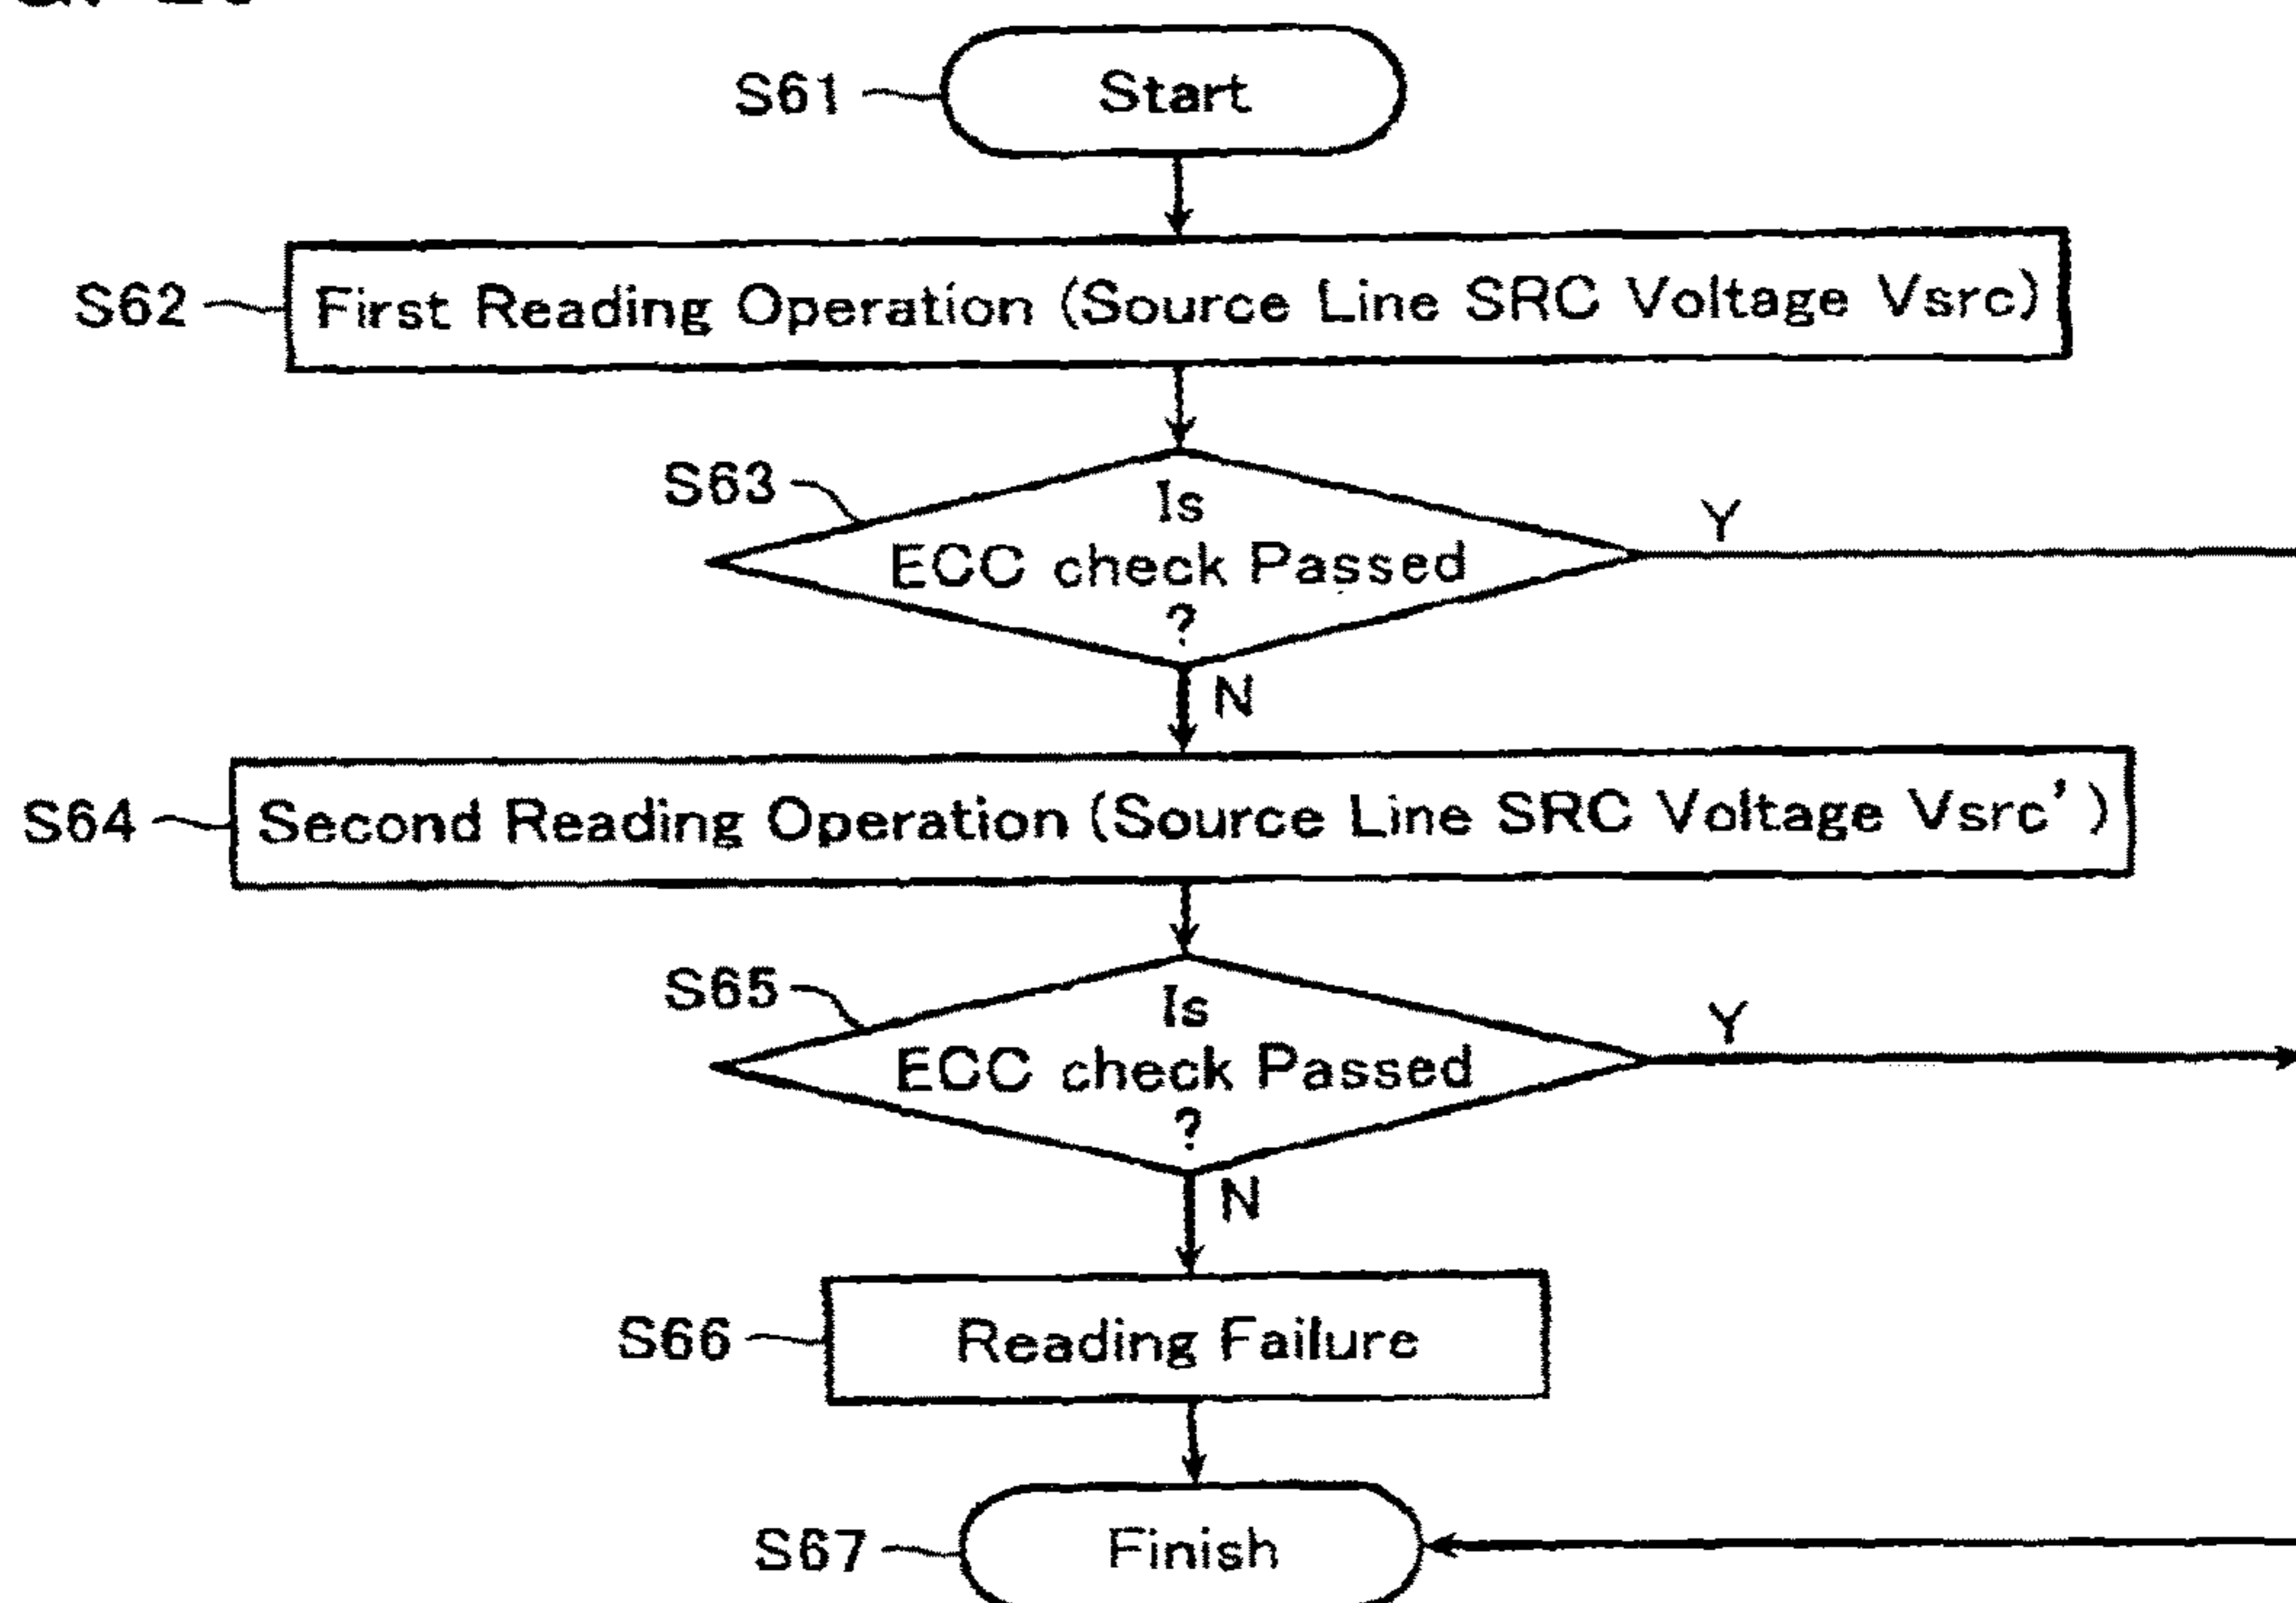 S61
Start
S62
First Reading Operation (Source Line SRC Voltage Vsrc)
S63
Is
ECC check Passed
?
Y
N
S64
Second Reading Operation (Source Line SRC Voltage Vsrc')
S65
Is
ECC check Passed
?
Y
N
S66
Reading Failure
S67
Finish